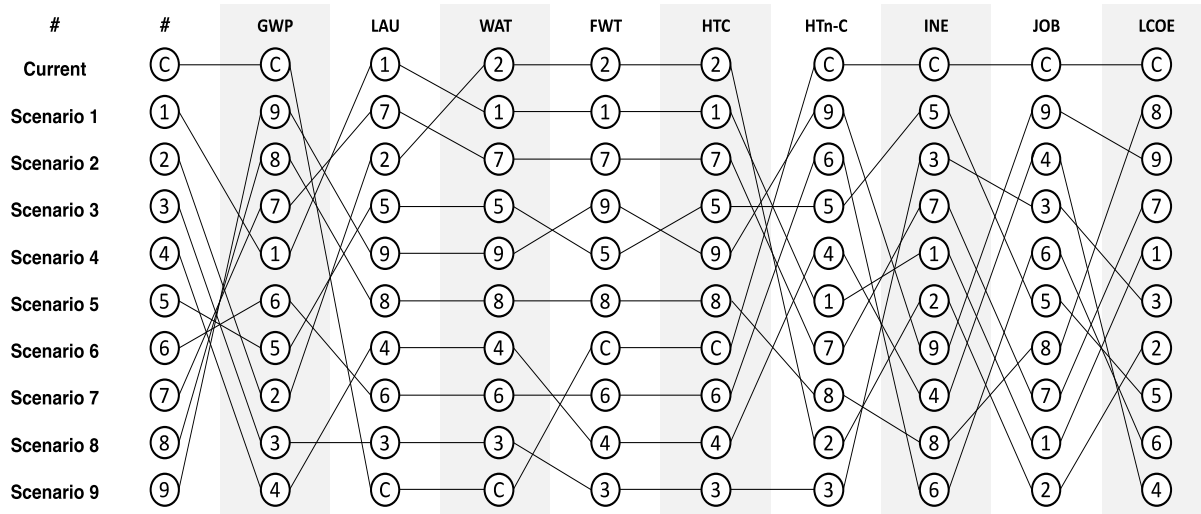 # # GWP LAU WAT FWT HTC HTn-C INE JOB LCOE
Current C C 1 2 2 2 C C C C
Scenario 1 1 9 7 1 1 1 9 5 9 8
Scenario 2 2 8 2 7 7 7 6 3 4 9
Scenario 3 3 7 5 5 9 5 5 7 3 7
Scenario 4 4 1 9 9 5 9 4 1 6 1
Scenario 5 5 6 8 8 8 8 1 2 5 3
Scenario 6 6 5 4 4 C C 7 9 8 2
Scenario 7 7 2 6 6 6 6 8 4 7 5
Scenario 8 8 3 3 3 4 4 2 8 1 6
Scenario 9 9 4 C C 3 3 3 6 2 4